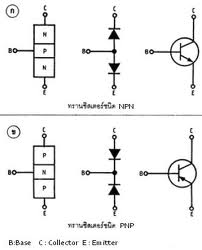 ก
C C C
N
B P B B
N
E E E
ทรานซิสเตอร์ชนิด NPN
ข
C C C
P
B N B B
P
E E E
ทรานซิสเตอร์ชนิด PNP
B:Base C:Collector E:Emitter